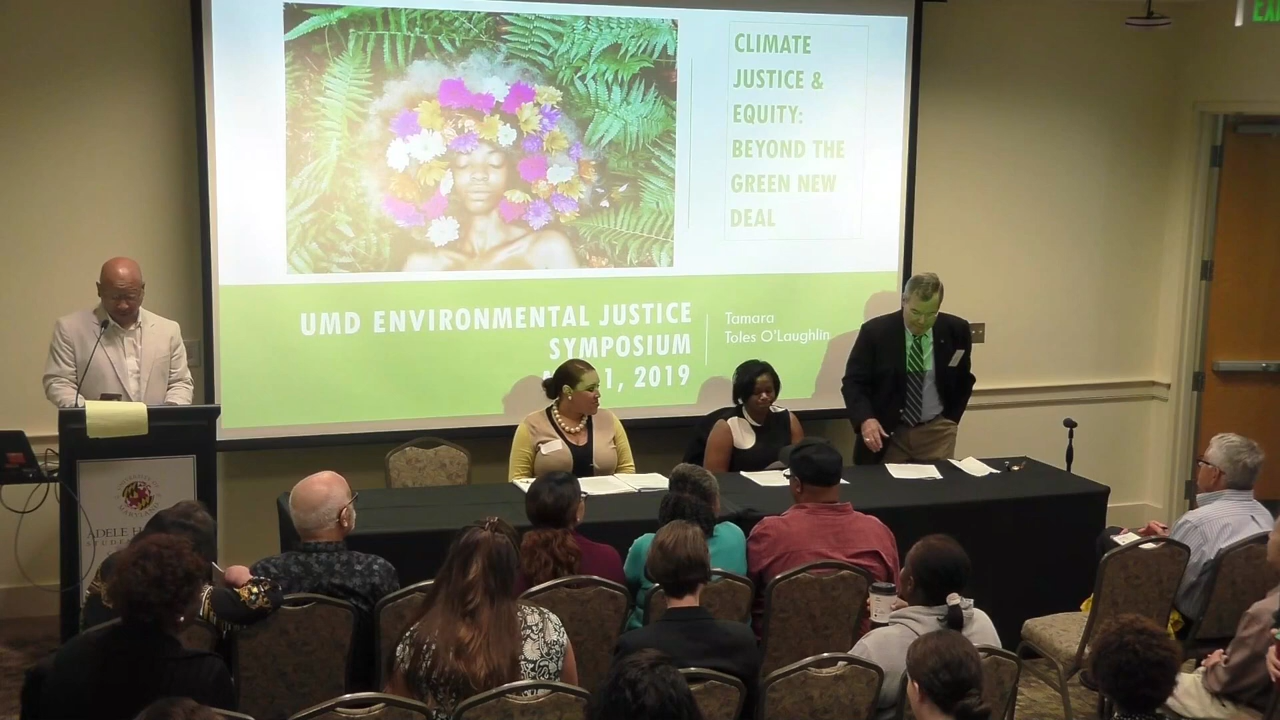 CLIMATE
JUSTICE &
EQUITY:
BEYOND THE
GREEN NEW
DEAL
UMD ENVIRONMENTAL JUSTICE
SYMPOSIUM
1, 2019
Tamara
Toles O'Laughlin
ADELE